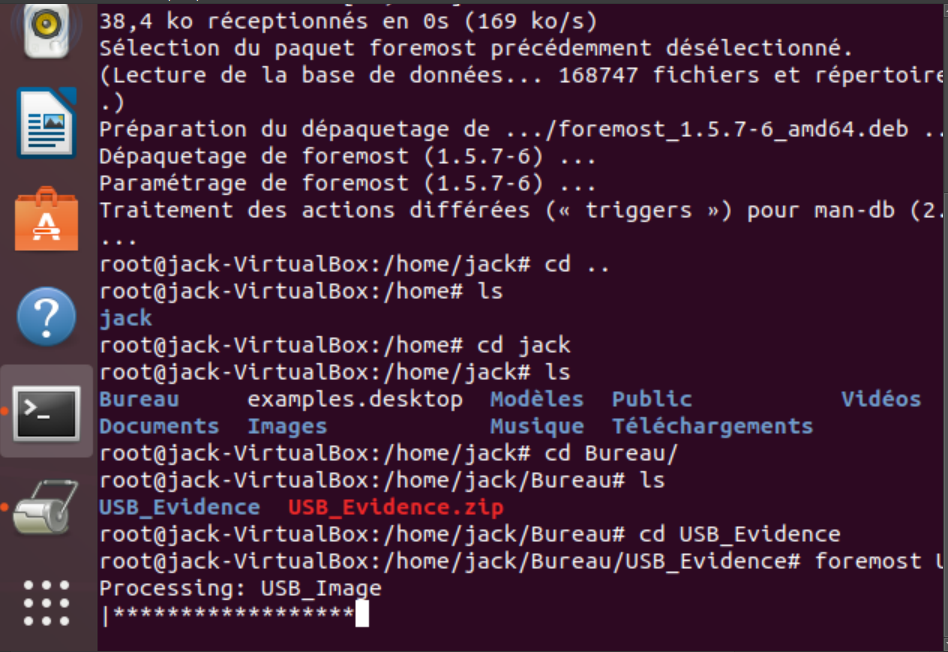 38,4 ko réceptionnés en 0s (169 ko/s)
Sélection du paquet foremost précédemment désélectionné.
(Lecture de la base de données... 168747 fichiers et répertoire
.)
Préparation du dépaquetage de .../foremost_1.5.7-6_amd64.deb ..
Dépaquetage de foremost (1.5.7-6) ...
Paramétrage de foremost (1.5.7-6) ...
Traitement des actions différées (« triggers ») pour man-db (2.
...
root@jack-VirtualBox:/home/jack# cd ..
root@jack-VirtualBox:/home# ls
jack
root@jack-VirtualBox:/home# cd jack
root@jack-VirtualBox:/home/jack# ls
Bureau examples.desktop Modèles Public Vidéos
Documents Images Musique Téléchargements
root@jack-VirtualBox:/home/jack# cd Bureau/
root@jack-VirtualBox:/home/jack/Bureau# ls
USB_Evidence USB_Evidence.zip
root@jack-VirtualBox:/home/jack/Bureau# cd USB_Evidence
root@jack-VirtualBox:/home/jack/Bureau/USB_Evidence# foremost U
Processing: USB_Image
|******************